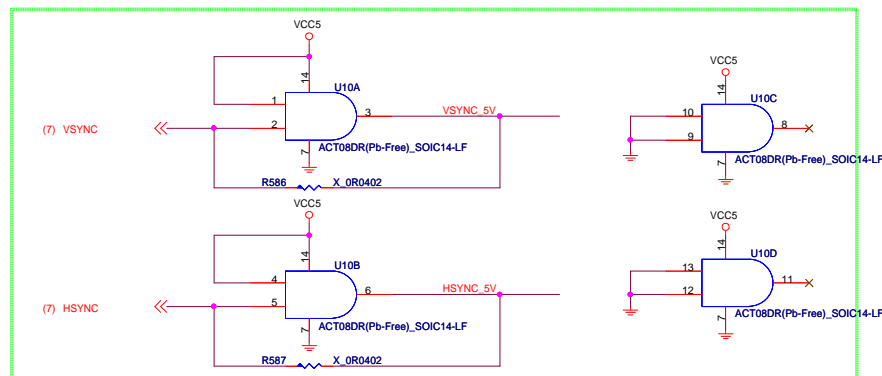 VCC5
14
U10A
1
2
3
VSYNC_5V
(7) VSYNC
7
ACT08DR(Pb-Free)_SOIC14-LF
R586
X_0R0402
VCC5
14
U10C
10
9
8
7
ACT08DR(Pb-Free)_SOIC14-LF
VCC5
14
U10B
4
5
6
HSYNC_5V
(7) HSYNC
7
ACT08DR(Pb-Free)_SOIC14-LF
R587
X_0R0402
VCC5
14
U10D
13
12
11
7
ACT08DR(Pb-Free)_SOIC14-LF